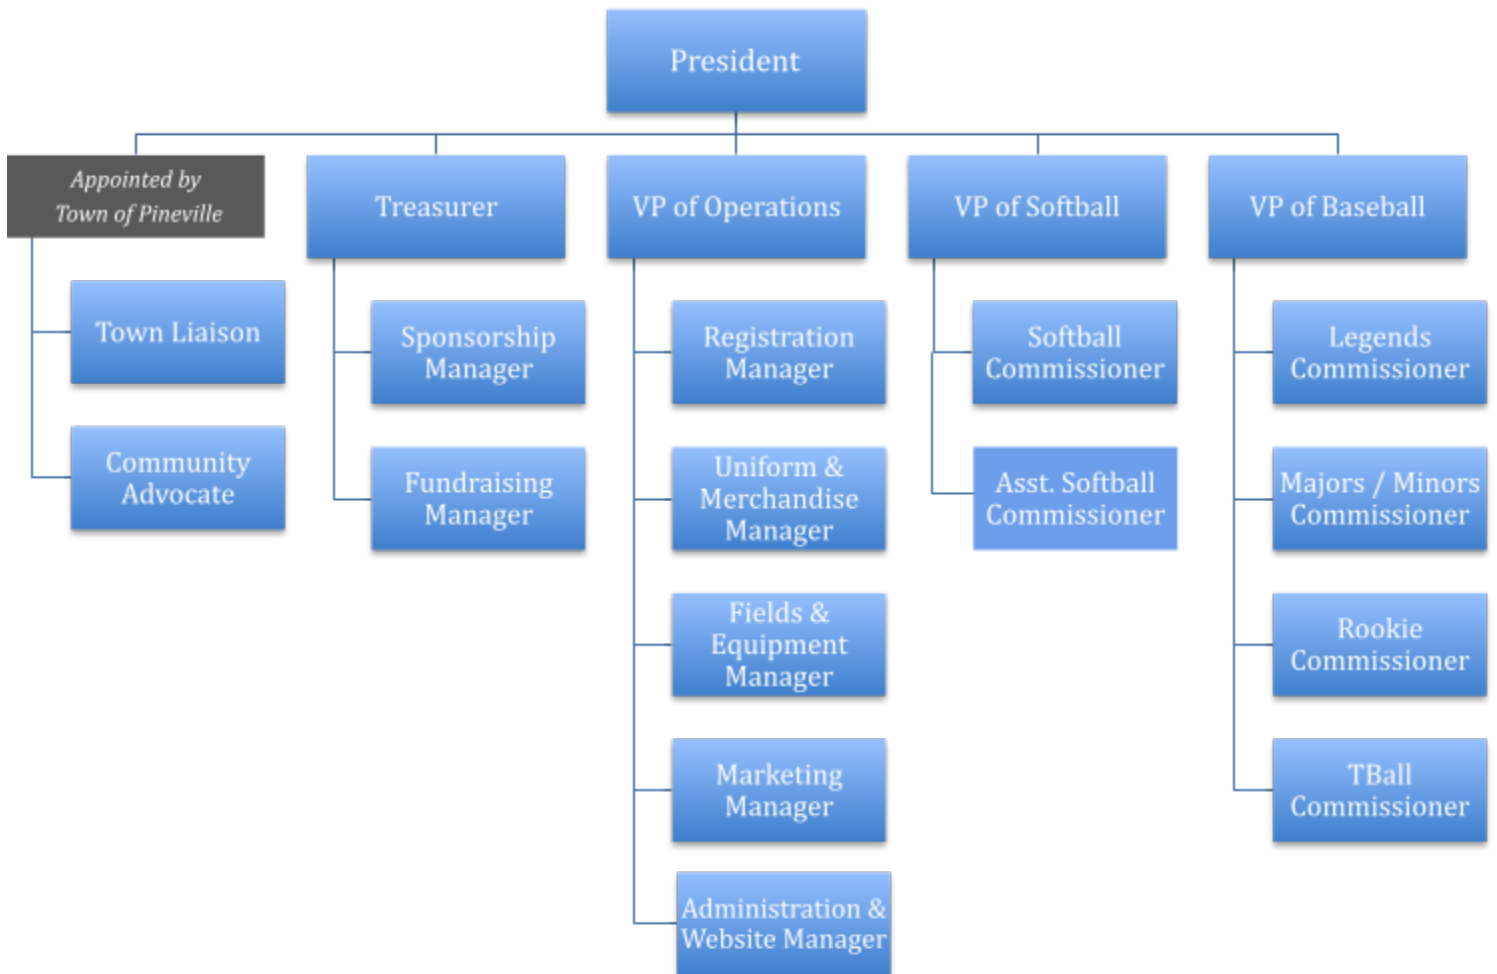 President
Appointed by
Town of Pineville
Treasurer
VP of Operations
VP of Softball
VP of Baseball
Town Liaison
Community
Advocate
Sponsorship
Manager
Fundraising
Manager
Registration
Manager
Uniform &
Merchandise
Manager
Fields &
Equipment
Manager
Marketing
Manager
Administration &
Website Manager
Softball
Commissioner
Asst. Softball
Commissioner
Legends
Commissioner
Majors / Minors
Commissioner
Rookie
Commissioner
TBall
Commissioner